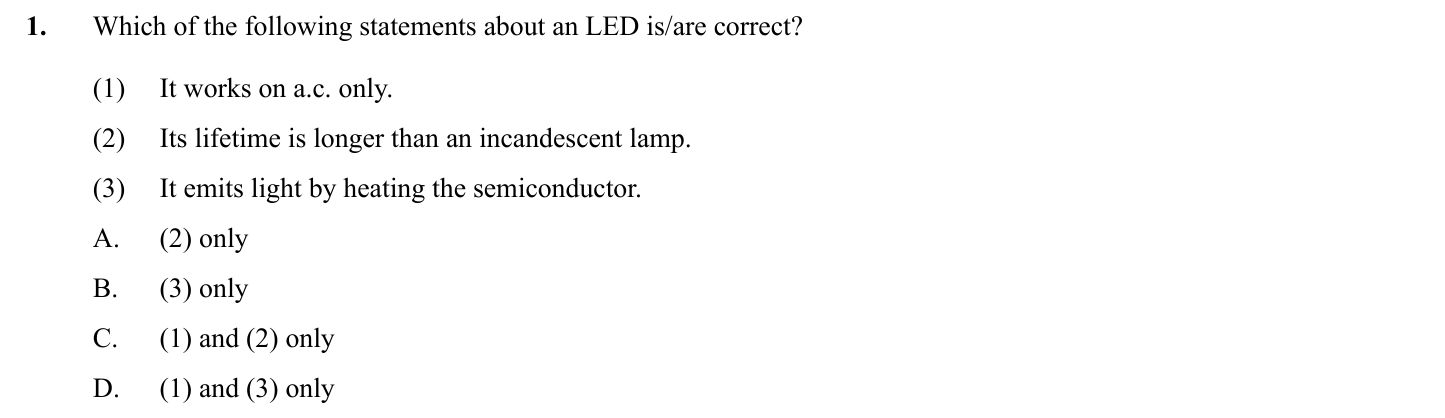 1. Which of the following statements about an LED is/are correct?
(1) It works on a.c. only.
(2) Its lifetime is longer than an incandescent lamp.
(3) It emits light by heating the semiconductor.
A. (2) only
B. (3) only
C. (1) and (2) only
D. (1) and (3) only